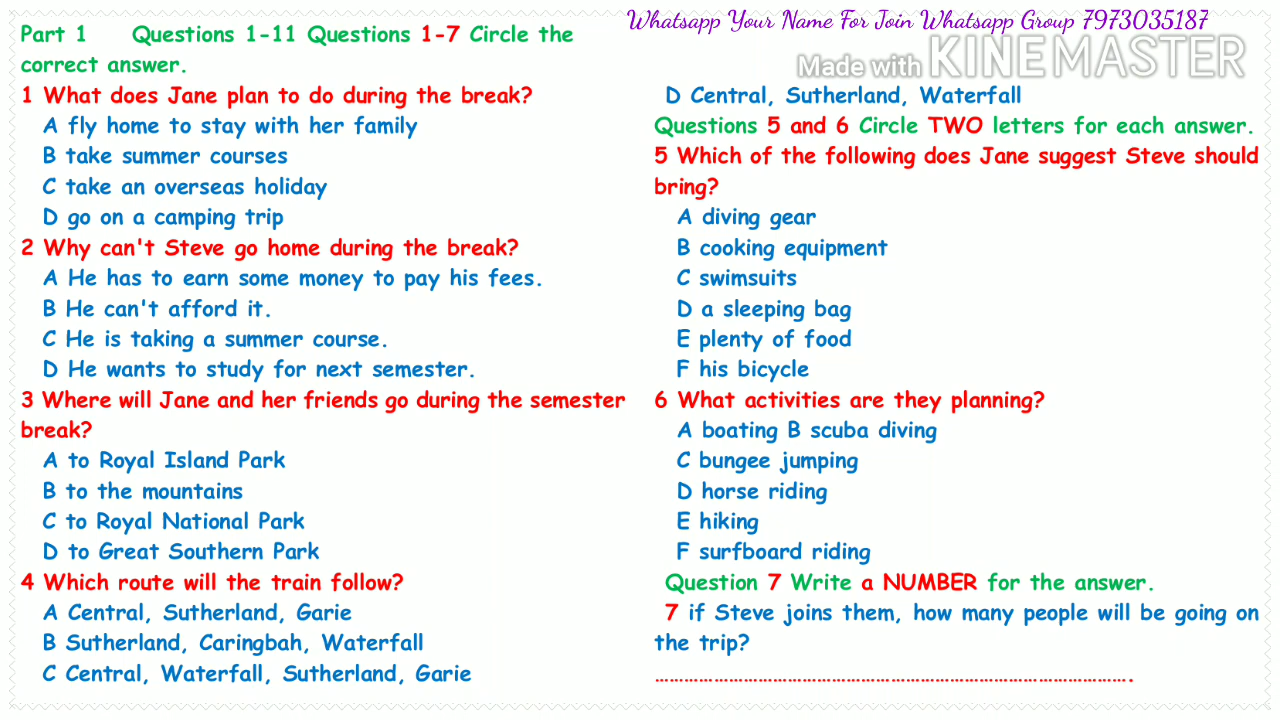 Whatsapp Your Name For Join Whatsapp Group 7973035187
Made with KINEMASTER
Part 1 Questions 1-11 Questions 1-7 Circle the
correct answer.
1 What does Jane plan to do during the break?
A fly home to stay with her family
B take summer courses
C take an overseas holiday
D go on a camping trip
2 Why can't Steve go home during the break?
A He has to earn some money to pay his fees.
B He can't afford it.
C He is taking a summer course.
D He wants to study for next semester.
3 Where will Jane and her friends go during the semester
break?
A to Royal Island Park
B to the mountains
C to Royal National Park
D to Great Southern Park
4 Which route will the train follow?
A Central, Sutherland, Garie
B Sutherland, Caringbah, Waterfall
C Central, Waterfall, Sutherland, Garie
D Central, Sutherland, Waterfall
Questions 5 and 6 Circle TWO letters for each answer.
5 Which of the following does Jane suggest Steve should
bring?
A diving gear
B cooking equipment
C swimsuits
D a sleeping bag
E plenty of food
F his bicycle
6 What activities are they planning?
A boating B scuba diving
C bungee jumping
D horse riding
E hiking
F surfboard riding
Question 7 Write a NUMBER for the answer.
7 if Steve joins them, how many people will be going on
the trip?
……………………………………………………………………………………….